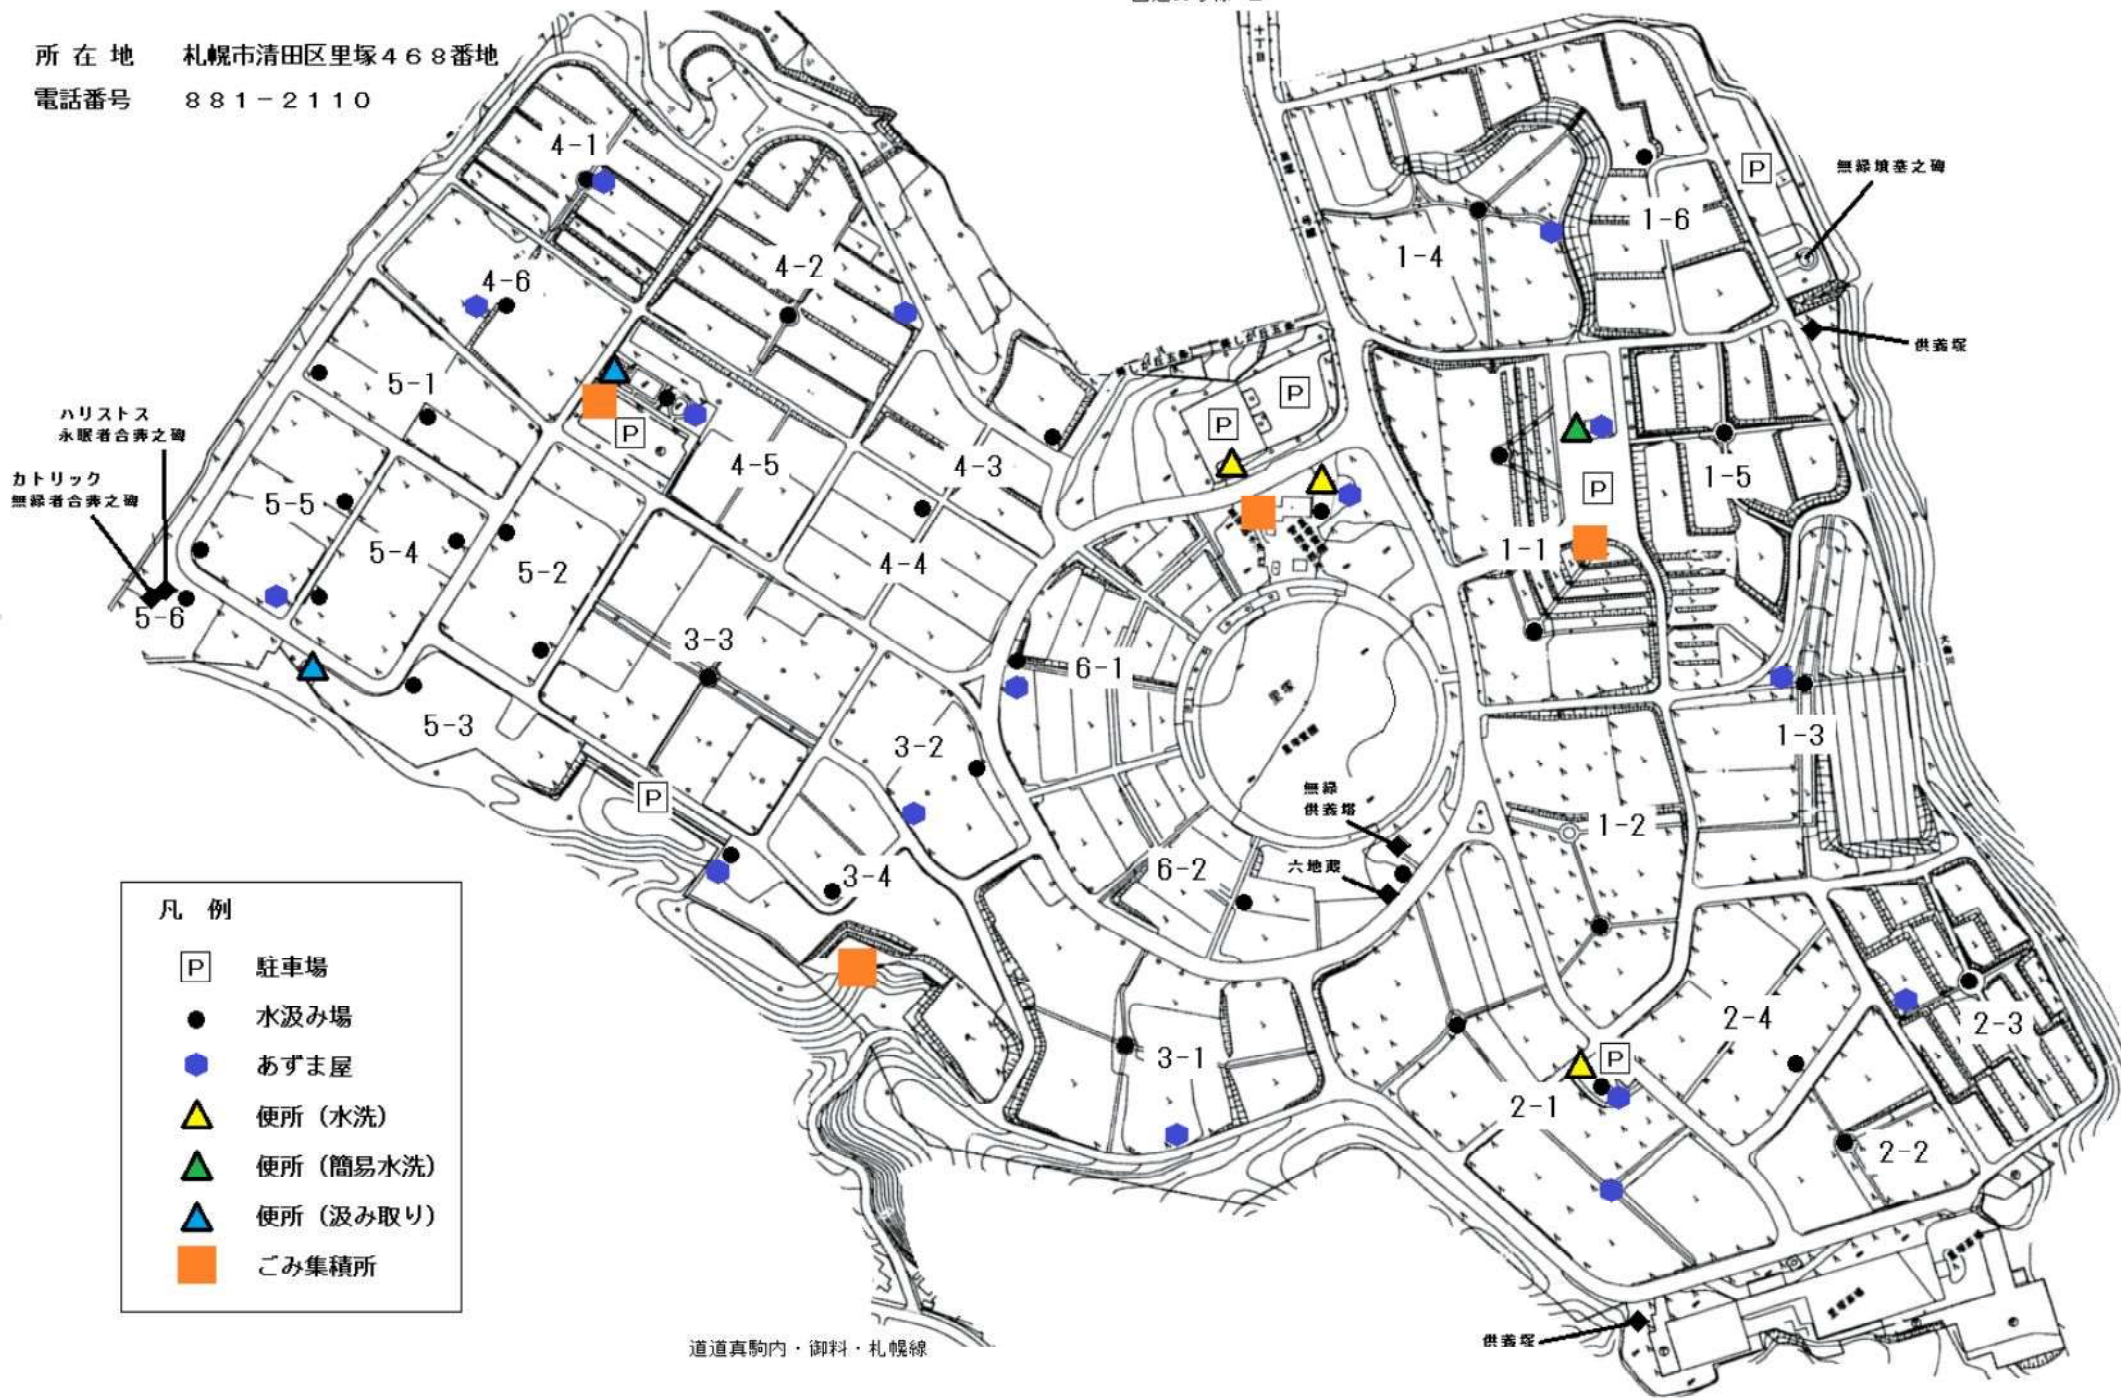 所在地 札幌市清田区里塚４６８番地
電話番号 ８８１－２１１０
4-1
4-2
4-6
5-1
4-5
4-3
4-4
5-5
5-4
5-2
5-6
5-3
3-3
3-2
3-4
3-1
6-1
6-2
1-4
1-6
1-5
1-1
1-3
1-2
2-4
2-3
2-1
2-2
P
P
P
P
P
P
P
ハリストス
永眠者合葬之碑
カトリック
無縁者合葬之碑
無縁墳墓之碑
供養塚
里塚
無縁
供養塔
六地蔵
供養塚
凡 例
P 駐車場
水汲み場
あずま屋
便所（水洗）
便所（簡易水洗）
便所（汲み取り）
ごみ集積所
道道真駒内・御料・札幌線